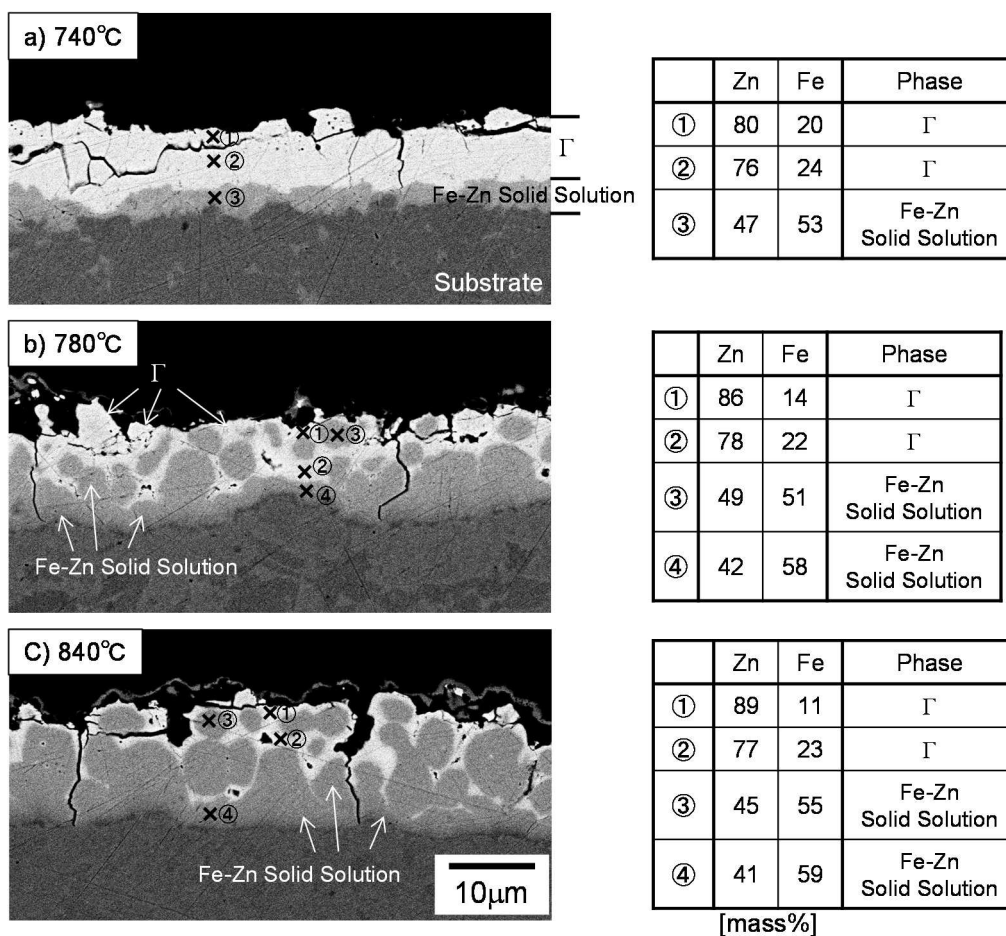 a) 740℃
①
②
③
Γ
Fe-Zn Solid Solution
Substrate
Zn Fe Phase
① 80 20 Γ
② 76 24 Γ
③ 47 53 Fe-Zn
Solid Solution
b) 780℃
Γ
① ③
②
④
Fe-Zn Solid Solution
Zn Fe Phase
① 86 14 Γ
② 78 22 Γ
③ 49 51 Fe-Zn
Solid Solution
④ 42 58 Fe-Zn
Solid Solution
C) 840℃
③ ①
②
④
Fe-Zn Solid Solution
10μm
Zn Fe Phase
① 89 11 Γ
② 77 23 Γ
③ 45 55 Fe-Zn
Solid Solution
④ 41 59 Fe-Zn
Solid Solution
[mass%]